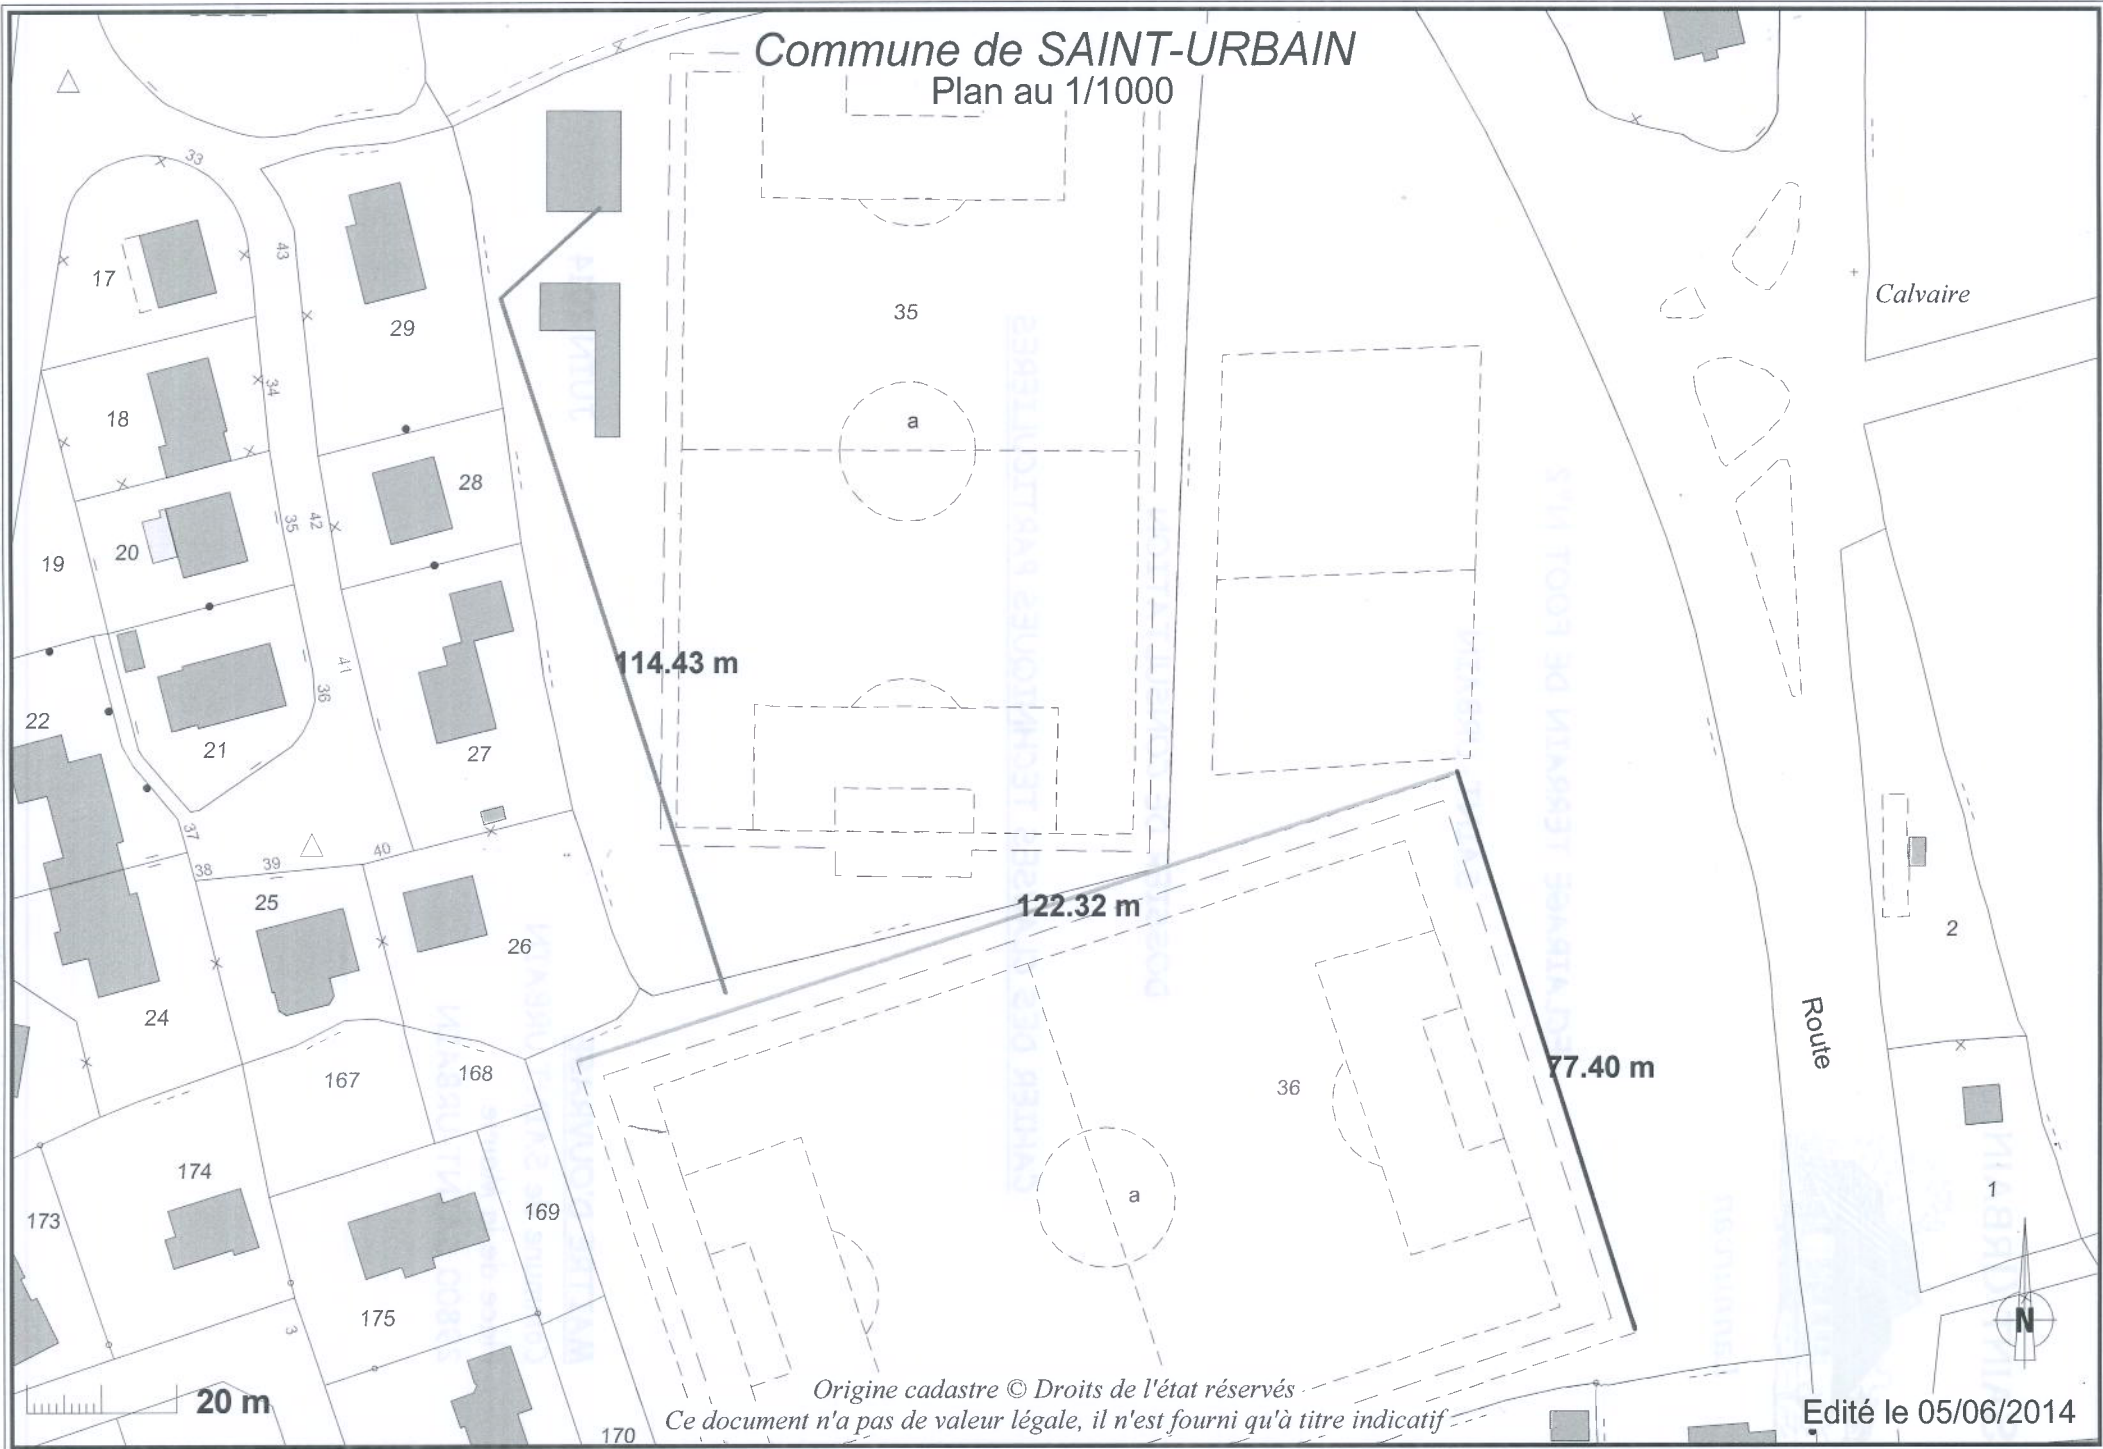 Commune de SAINT-URBAIN
Plan au 1/1000
33
43
17
29
35
Calvaire
34
18
a
28
35
42
20
19
41
36
114.43 m
22
21
27
37
40
39
38
25
122.32 m
26
2
24
Route
167
168
36
77.40 m
174
a
1
173
169
175
3
N
20 m
Origine cadastre © Droits de l'état réservés
Ce document n'a pas de valeur légale, il n'est fourni qu'à titre indicatif
Edité le 05/06/2014
170